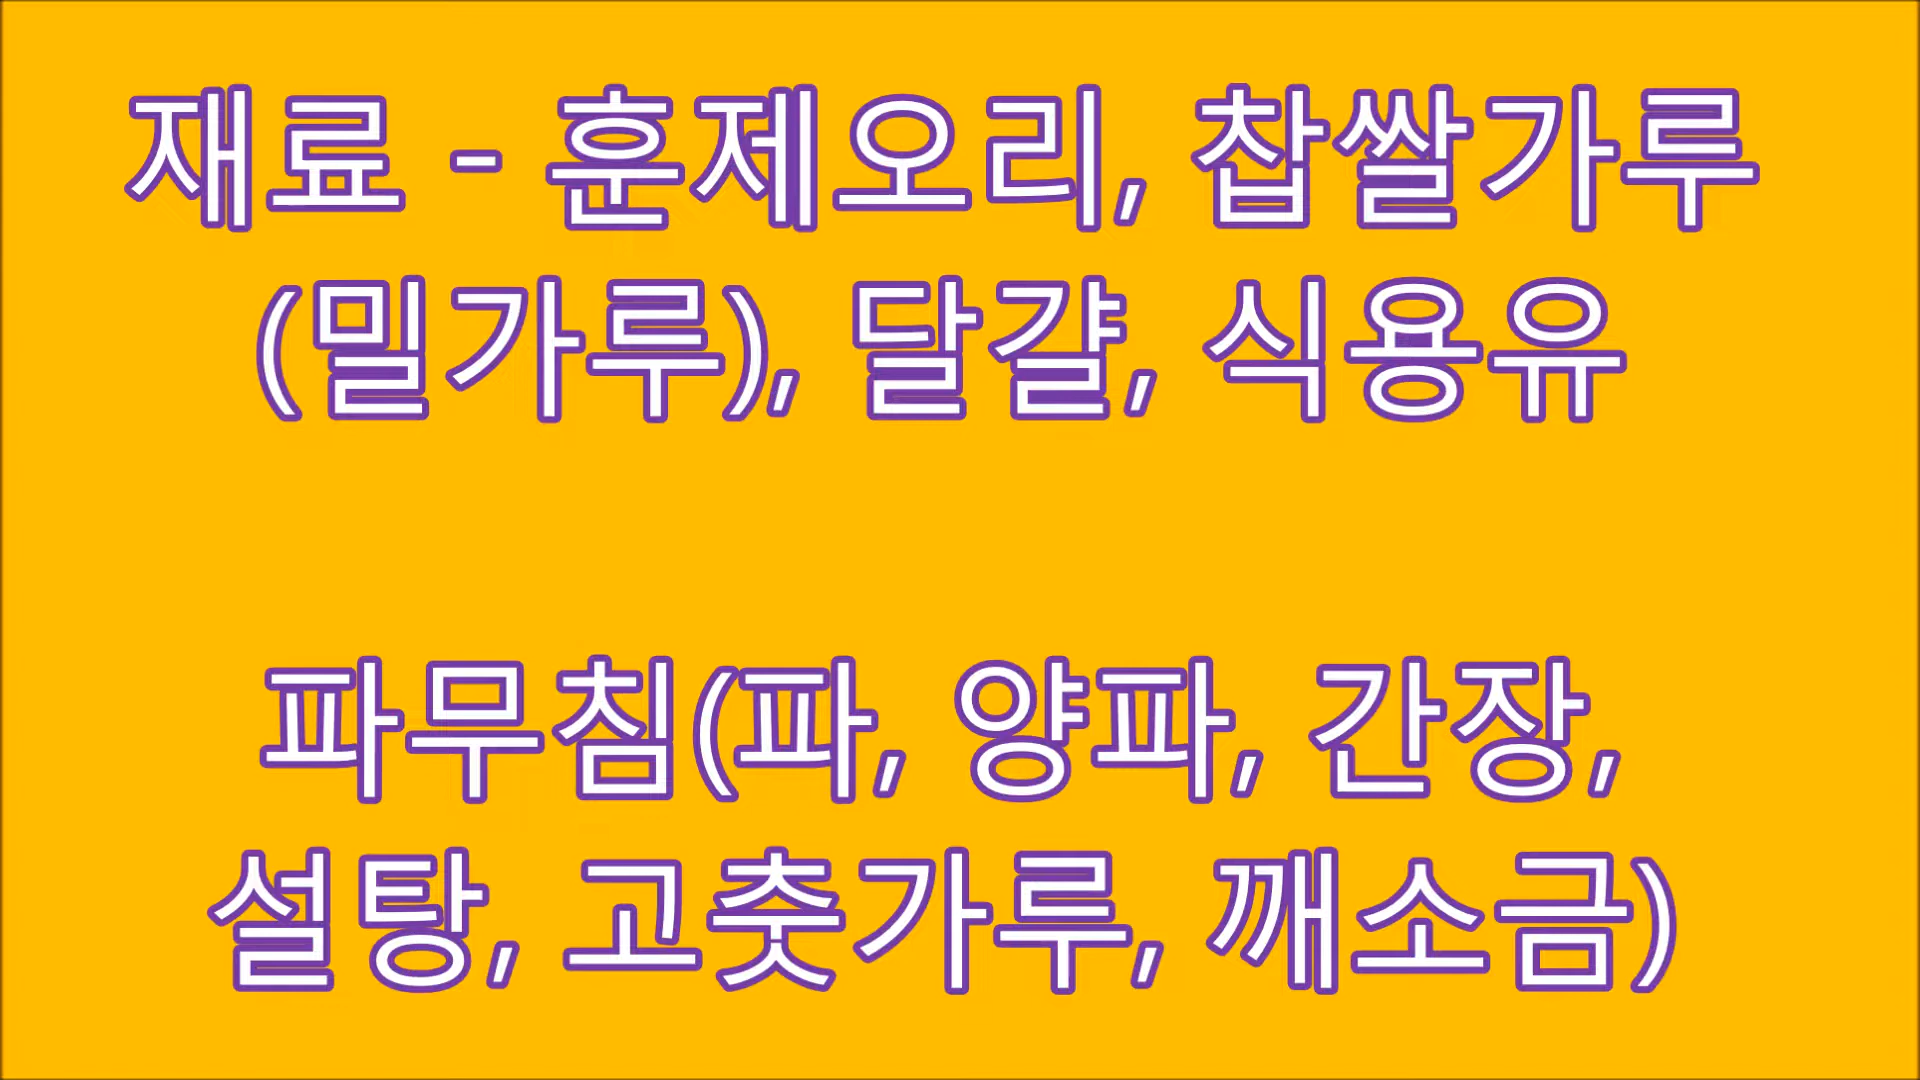 재료 - 훈제오리, 찹쌀가루
(밀가루), 달걀, 식용유
파무침(파, 양파, 간장,
설탕, 고춧가루, 깨소금)